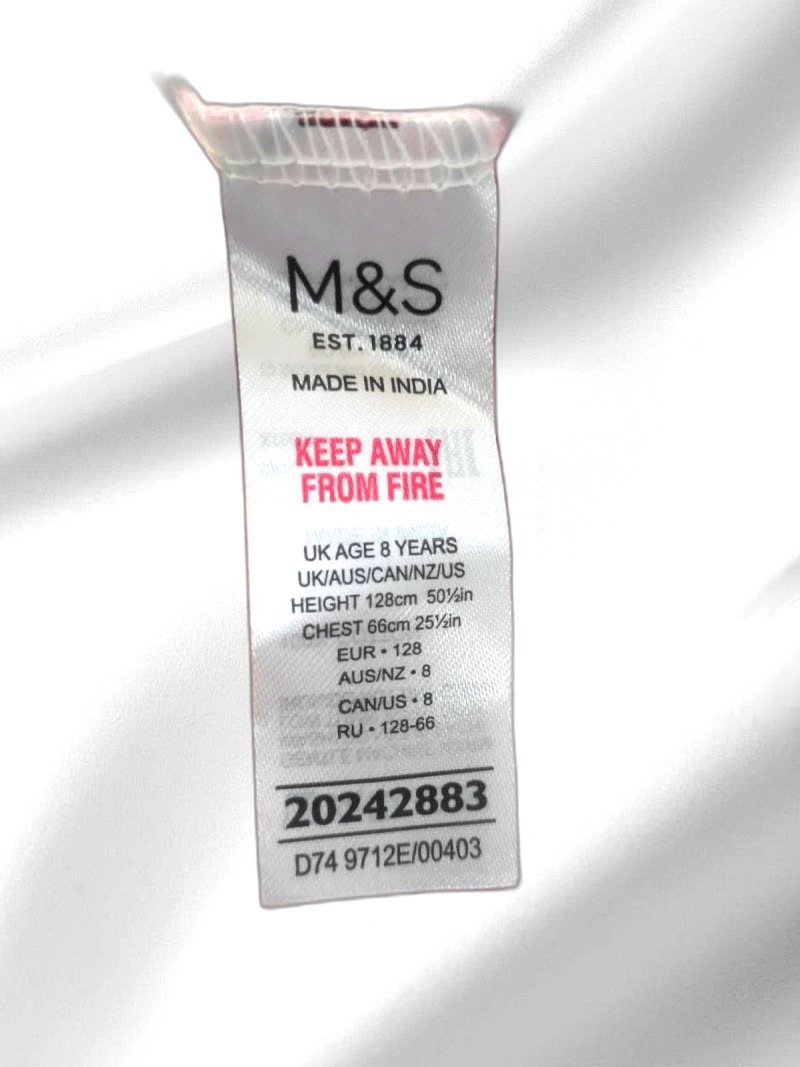 M&S
EST. 1884
MADE IN INDIA
KEEP AWAY
FROM FIRE
UK AGE 8 YEARS
UK/AUS/CAN/NZ/US
HEIGHT 128cm 50½in
CHEST 66cm 25½in
EUR • 128
AUS/NZ • 8
CAN/US • 8
RU • 128-66
20242883
D74 9712E/00403